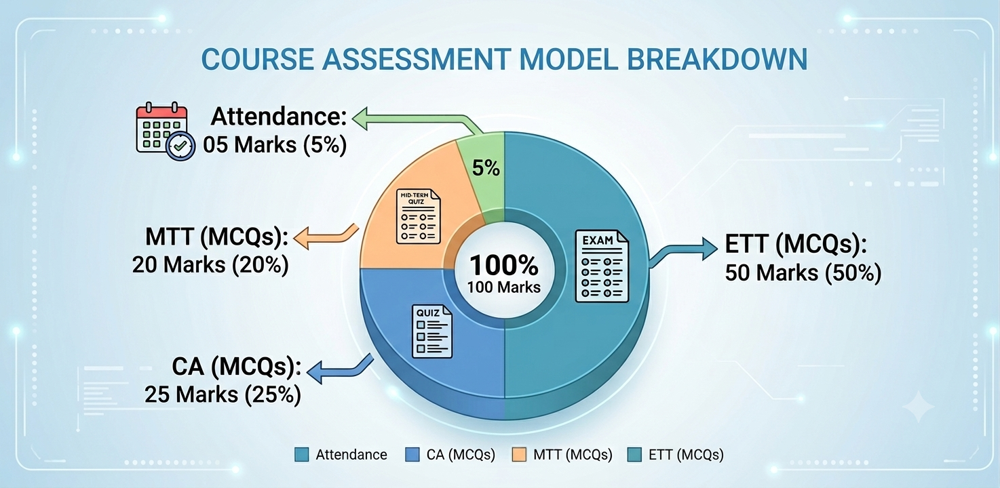 COURSE ASSESSMENT MODEL BREAKDOWN
Attendance:
05 Marks (5%)
5%
MID-TERM
QUIZ
MTT (MCQs):
20 Marks (20%)
EXAM
ETT (MCQs):
50 Marks (50%)
100%
100 Marks
QUIZ
CA (MCQs):
25 Marks (25%)
Attendance
CA (MCQs)
MTT (MCQs)
ETT (MCQs)